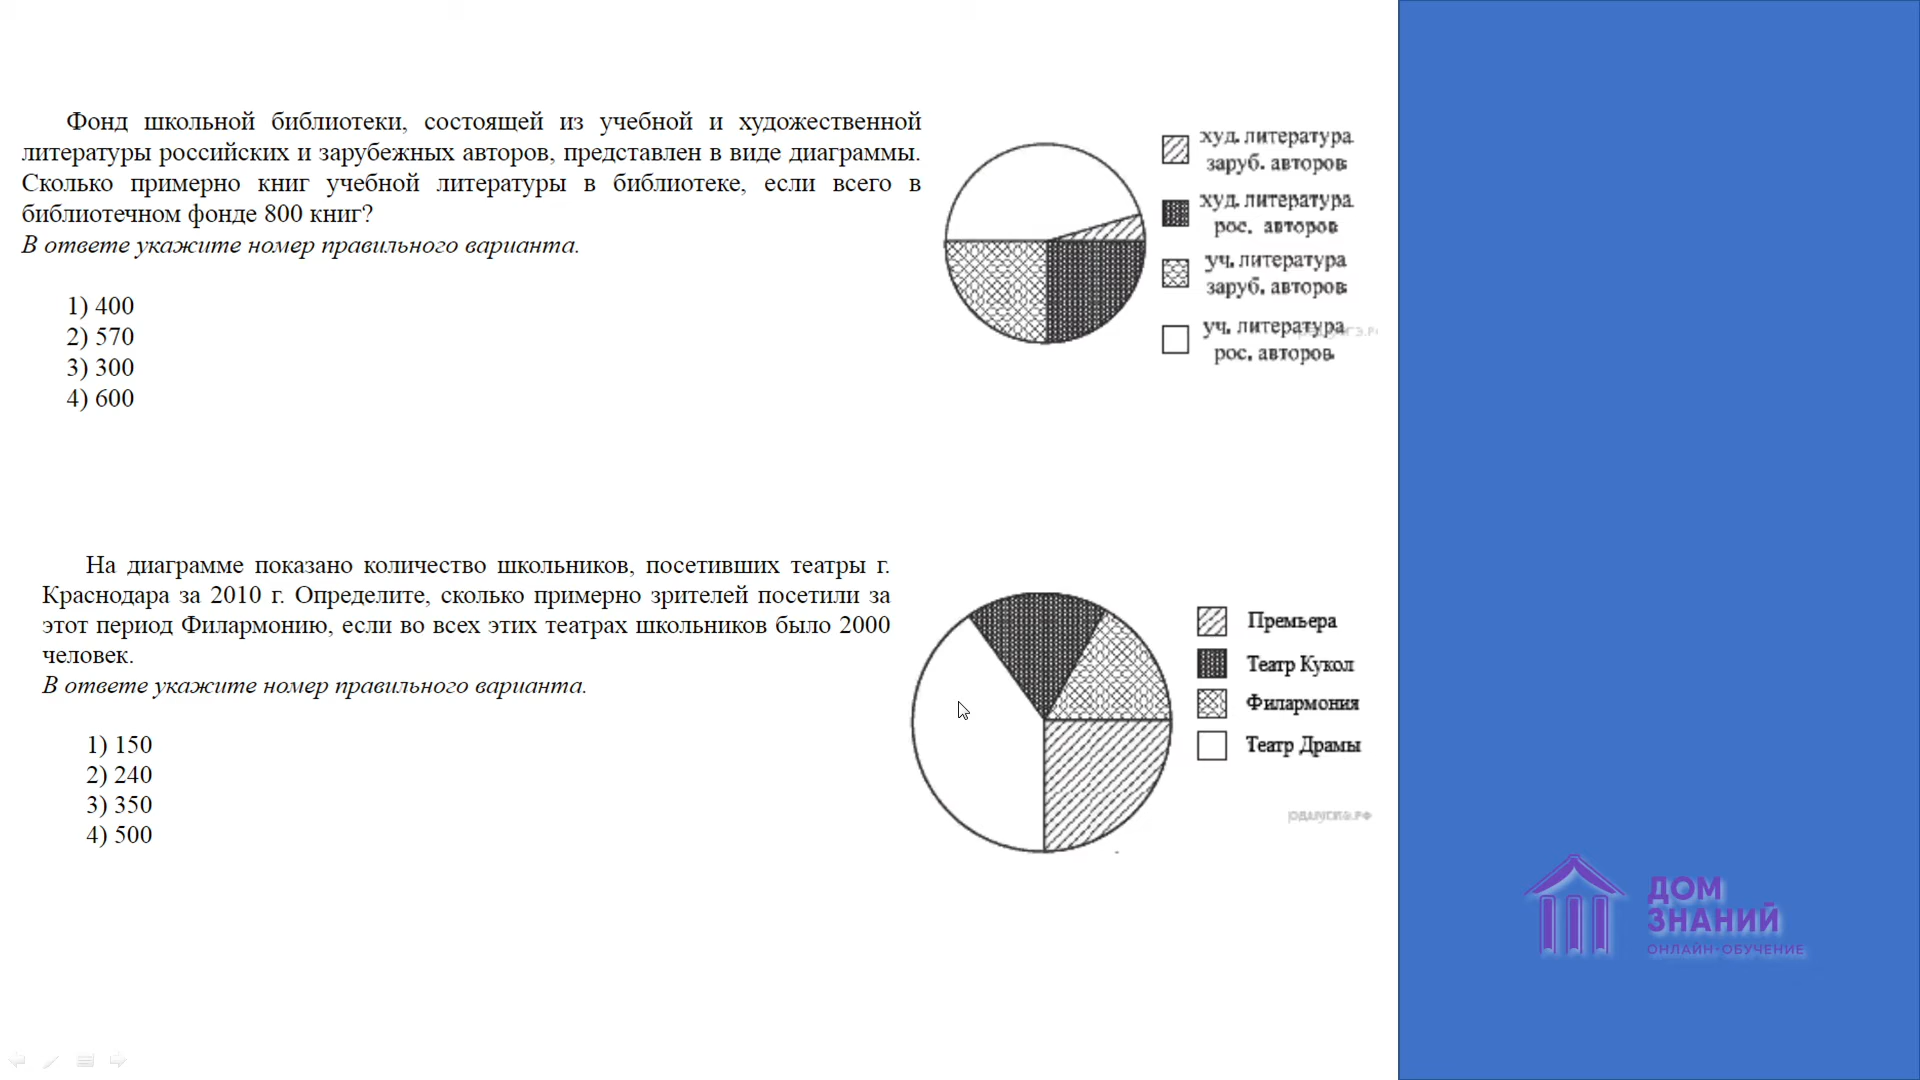 Фонд школьной библиотеки, состоящей из учебной и художественной
литературы российских и зарубежных авторов, представлен в виде диаграммы.
Сколько примерно книг учебной литературы в библиотеке, если всего в
библиотечном фонде 800 книг?
В ответе укажите номер правильного варианта.
1) 400
2) 570
3) 300
4) 600
худ. литература
заруб. авторов
худ. литература
рос. авторов
уч. литература
заруб. авторов
уч. литература
рос. авторов
На диаграмме показано количество школьников, посетивших театры г.
Краснодара за 2010 г. Определите, сколько примерно зрителей посетили за
этот период Филармонию, если во всех этих театрах школьников было 2000
человек.
В ответе укажите номер правильного варианта.
1) 150
2) 240
3) 350
4) 500
Премьера
Театр Кукол
Филармония
Театр Драмы
ДОМ
ЗНАНИЙ
ОНЛАЙН-ОБУЧЕНИЕ